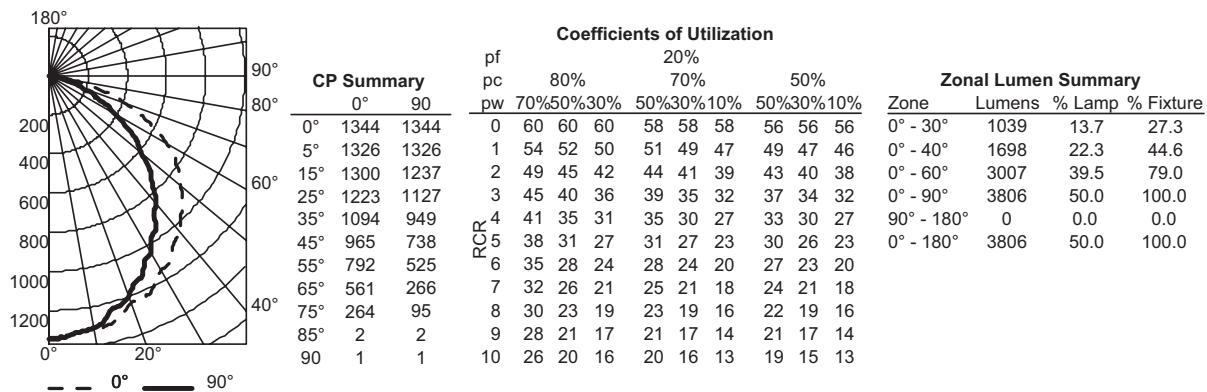 180°
90°
80°
200
400
60°
600
800
1000
40°
1200
0° 20°
0° 90°
CP Summary
0° 90
0° 1344 1344
5° 1326 1326
15° 1300 1237
25° 1223 1127
35° 1094 949
45° 965 738
55° 792 525
65° 561 266
75° 264 95
85° 2 2
90 1 1
Coefficients of Utilization
pf 20%
pc 80% 70% 50%
pw 70%50%30% 50%30%10% 50%30%10%
RCR
0 60 60 60 58 58 58 56 56 56
1 54 52 50 51 49 47 49 47 46
2 49 45 42 44 41 39 43 40 38
3 45 40 36 39 35 32 37 34 32
4 41 35 31 35 30 27 33 30 27
5 38 31 27 31 27 23 30 26 23
6 35 28 24 28 24 20 27 23 20
7 32 26 21 25 21 18 24 21 18
8 30 23 19 23 19 16 22 19 16
9 28 21 17 21 17 14 21 17 14
10 26 20 16 20 16 13 19 15 13
Zonal Lumen Summary
Zone Lumens % Lamp % Fixture
0° - 30° 1039 13.7 27.3
0° - 40° 1698 22.3 44.6
0° - 60° 3007 39.5 79.0
0° - 90° 3806 50.0 100.0
90° - 180° 0 0.0 0.0
0° - 180° 3806 50.0 100.0